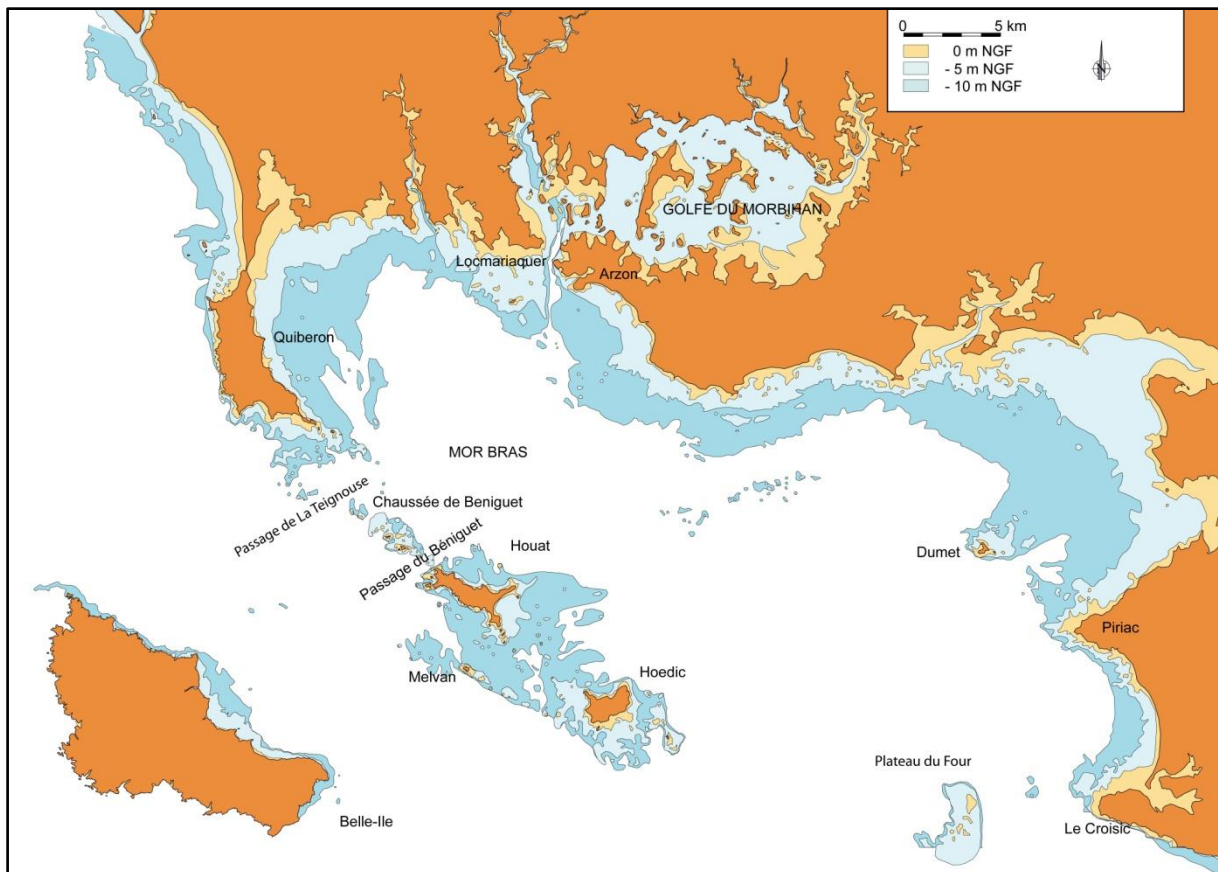 0 5 km
0 m NGF
- 5 m NGF
- 10 m NGF
N
GOLFE DU MORBIHAN
Locmariaquer
Arzon
Quiberon
MOR BRAS
Passage de La Teignouse
Chaussée de Beniguet
Passage du Béniguet
Houat
Dumet
Piriac
Melvan
Hoedic
Plateau du Four
Belle-Ile
Le Croisic